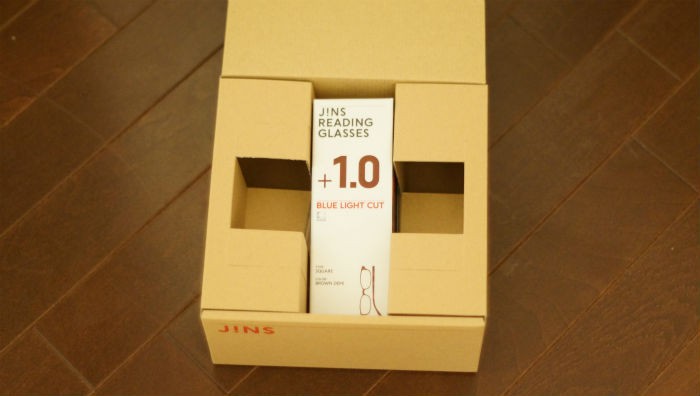 J!NS
READING
GLASSES
+1.0
BLUE LIGHT CUT
SQUARE
BROWN DEMI
J!NS